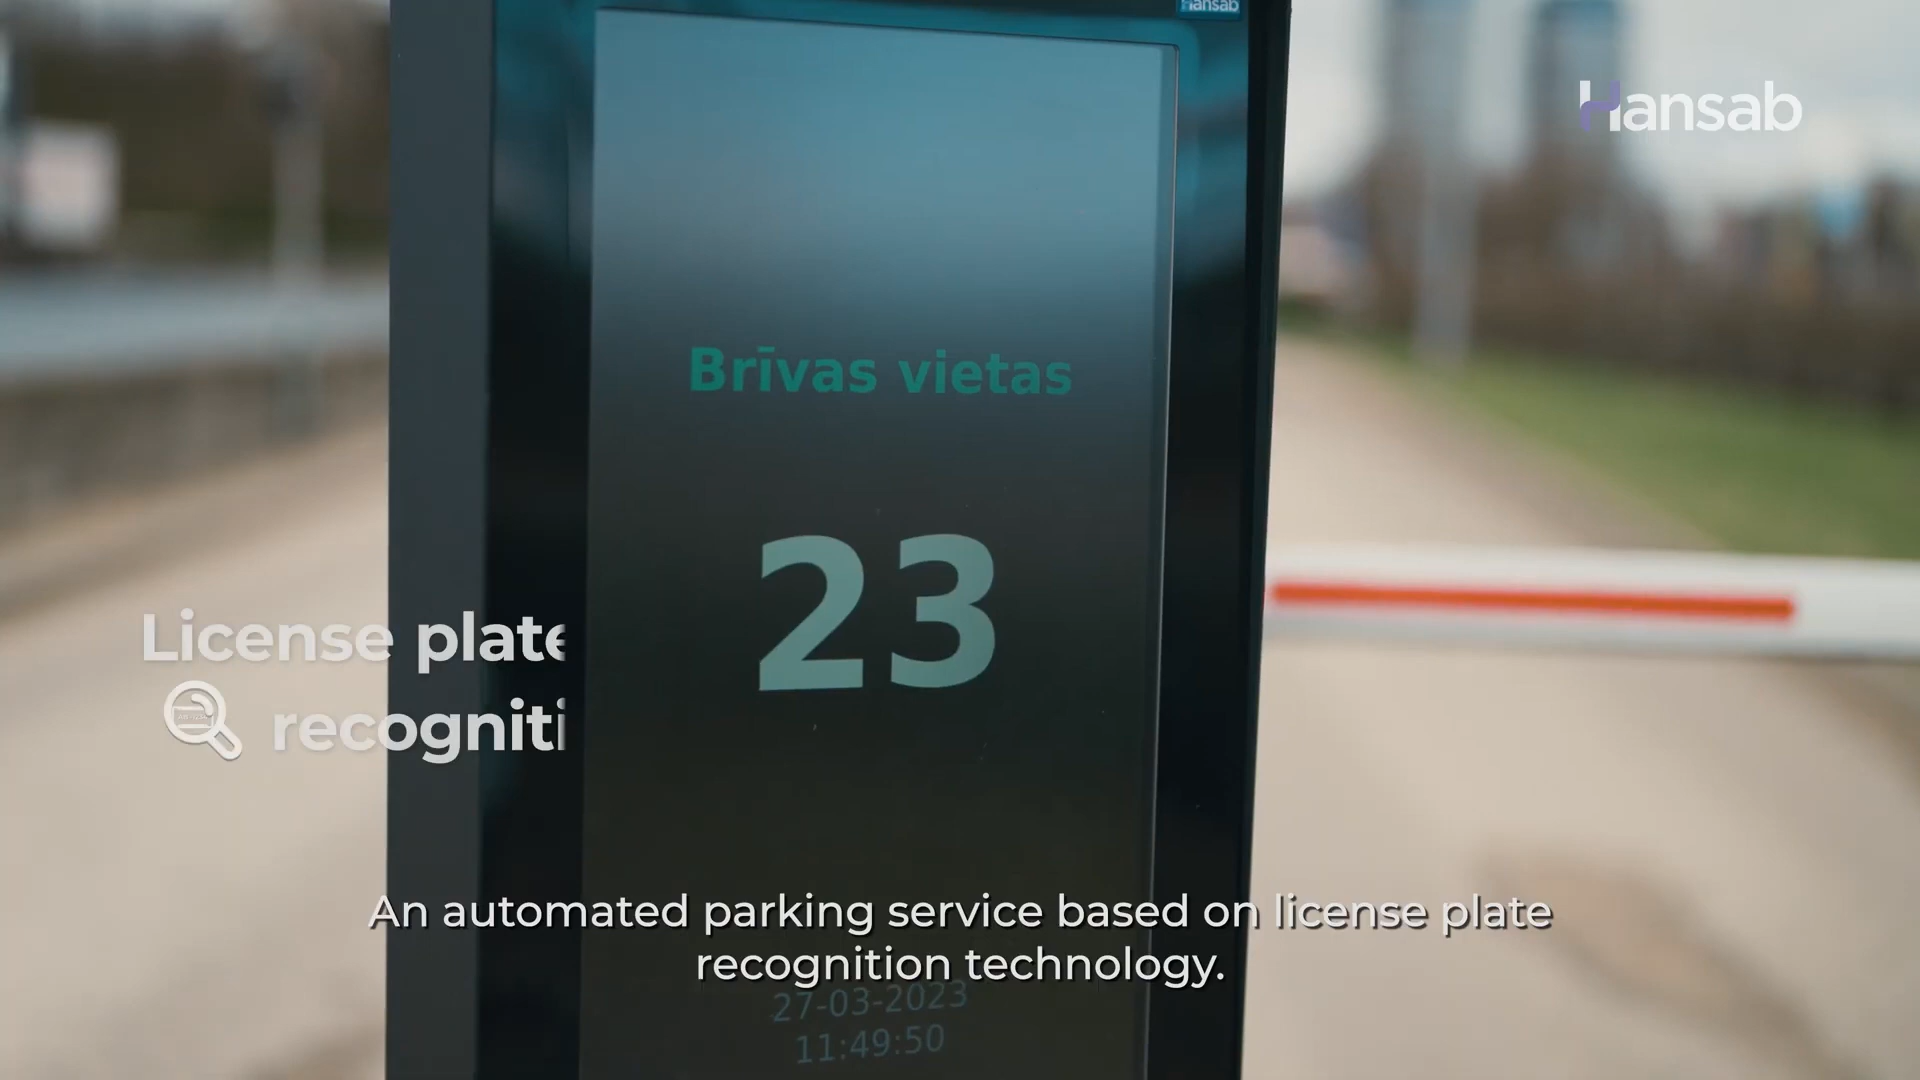 Hansab
Hansab
Brīvas vietas
23
License plate
recogniti
An automated parking service based on license plate
recognition technology.
27-03-2023
11:49:50